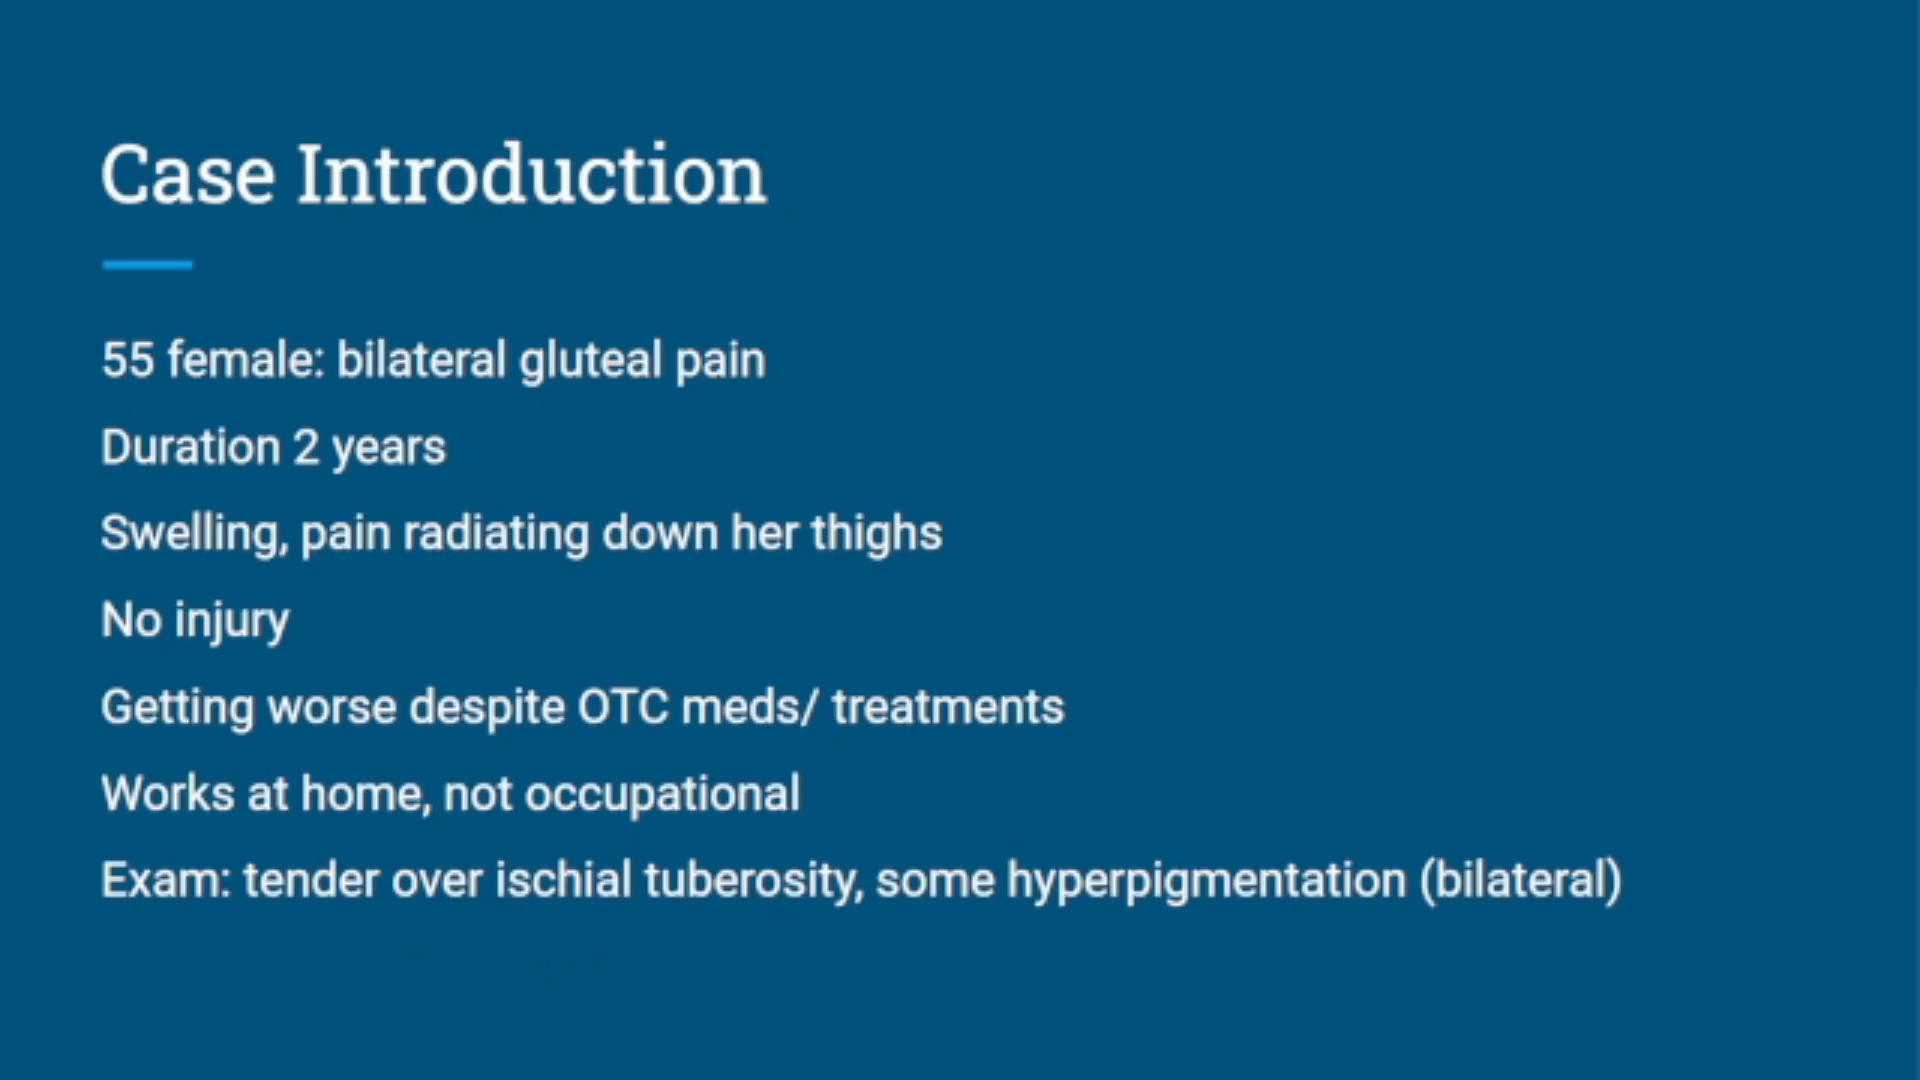 Case Introduction
55 female: bilateral gluteal pain
Duration 2 years
Swelling, pain radiating down her thighs
No injury
Getting worse despite OTC meds/ treatments
Works at home, not occupational
Exam: tender over ischial tuberosity, some hyperpigmentation (bilateral)